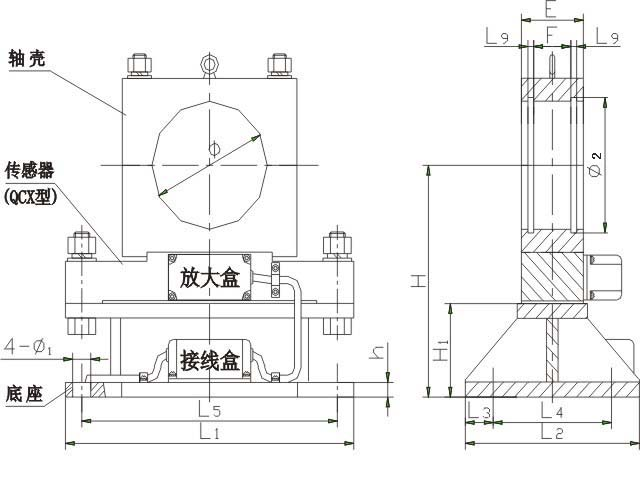 E
L9 F L9
轴壳
Φ
Φ2
传感器
(QCX型)
放大盒
H
4-Φ1
接线盒
h
H1
底座
L5
L3 L4
L1
L2